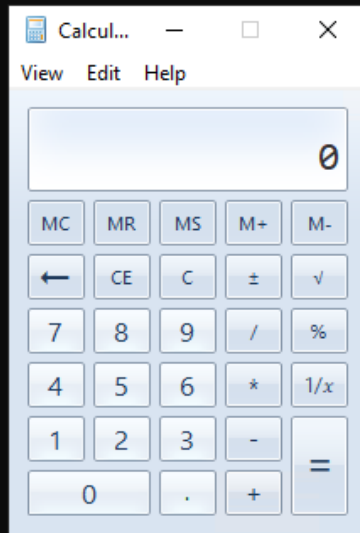 Calcul...
View Edit Help
0
MC MR MS M+ M-
← CE C ± √
7 8 9 / %
4 5 6 * 1/x
1 2 3 - =
0 . +